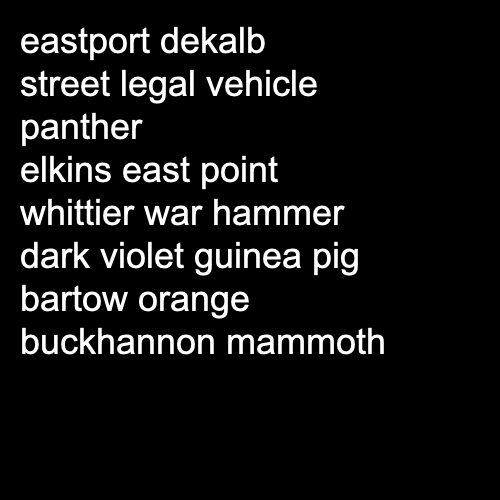 eastport dekalb
street legal vehicle
panther
elkins east point
whittier war hammer
dark violet guinea pig
bartow orange
buckhannon mammoth